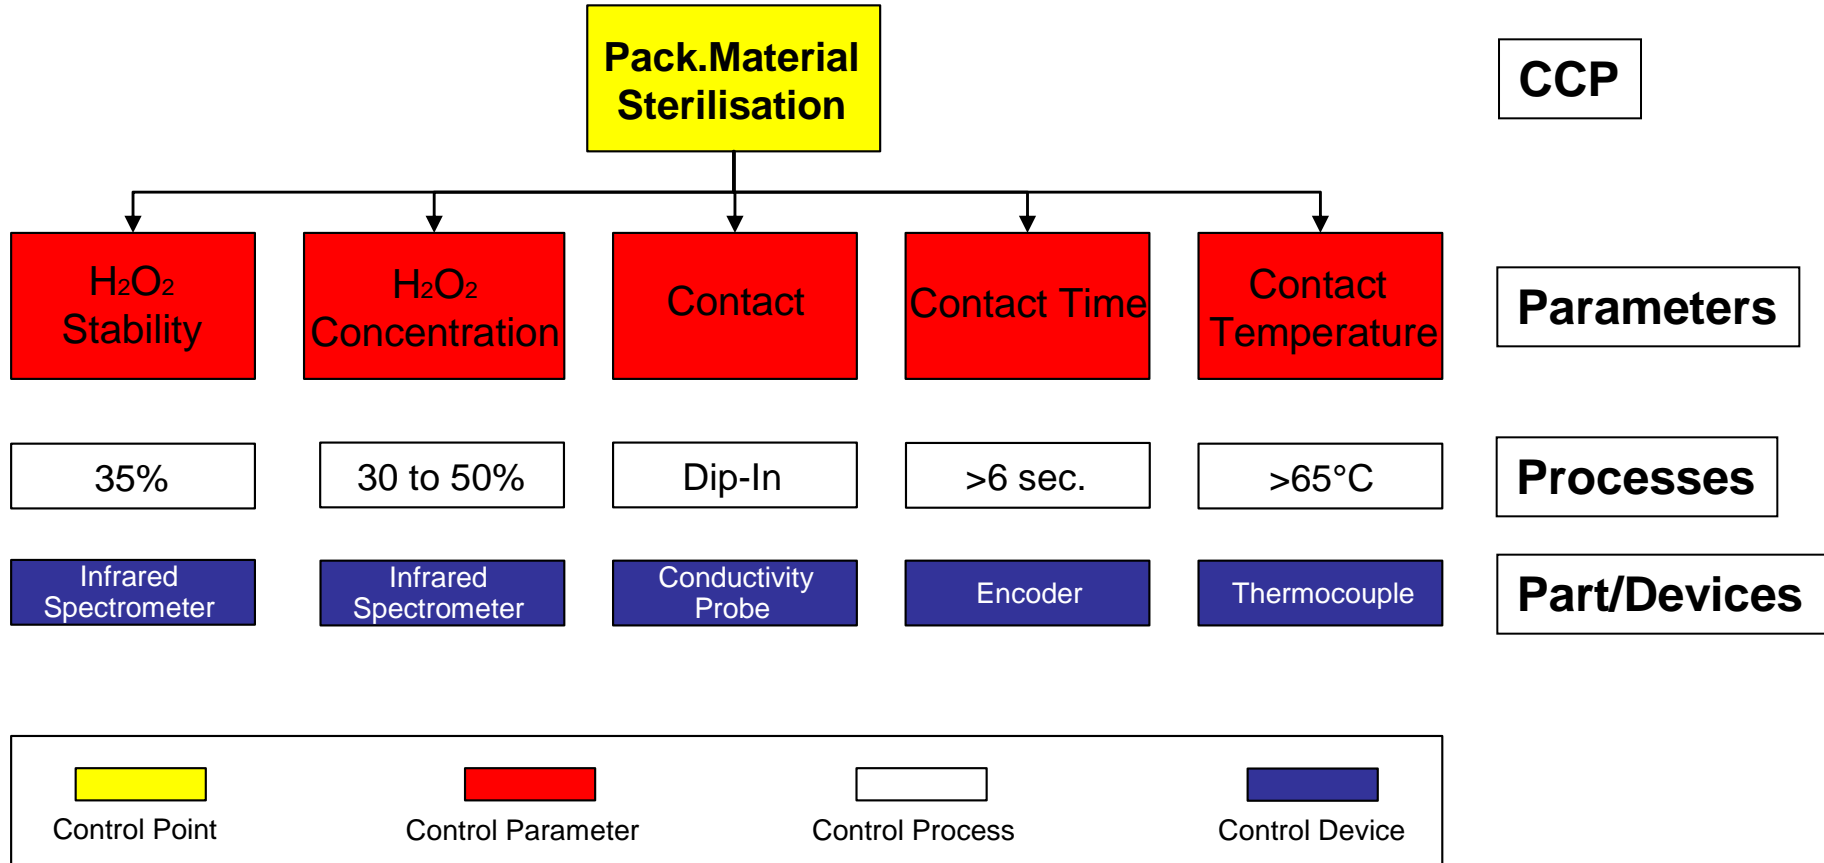 Pack.Material
Sterilisation
CCP
H₂O₂
Stability
H₂O₂
Concentration
Contact
Contact Time
Contact
Temperature
Parameters
35%
30 to 50%
Dip-In
>6 sec.
>65°C
Processes
Infrared
Spectrometer
Infrared
Spectrometer
Conductivity
Probe
Encoder
Thermocouple
Part/Devices
Control Point
Control Parameter
Control Process
Control Device